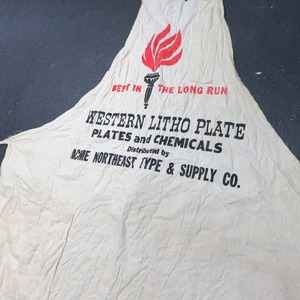 BEST IN THE LONG RUN
WESTERN LITHO PLATE
PLATES and CHEMICALS
Distributed by
ACME NORTHEAST TYPE & SUPPLY CO.